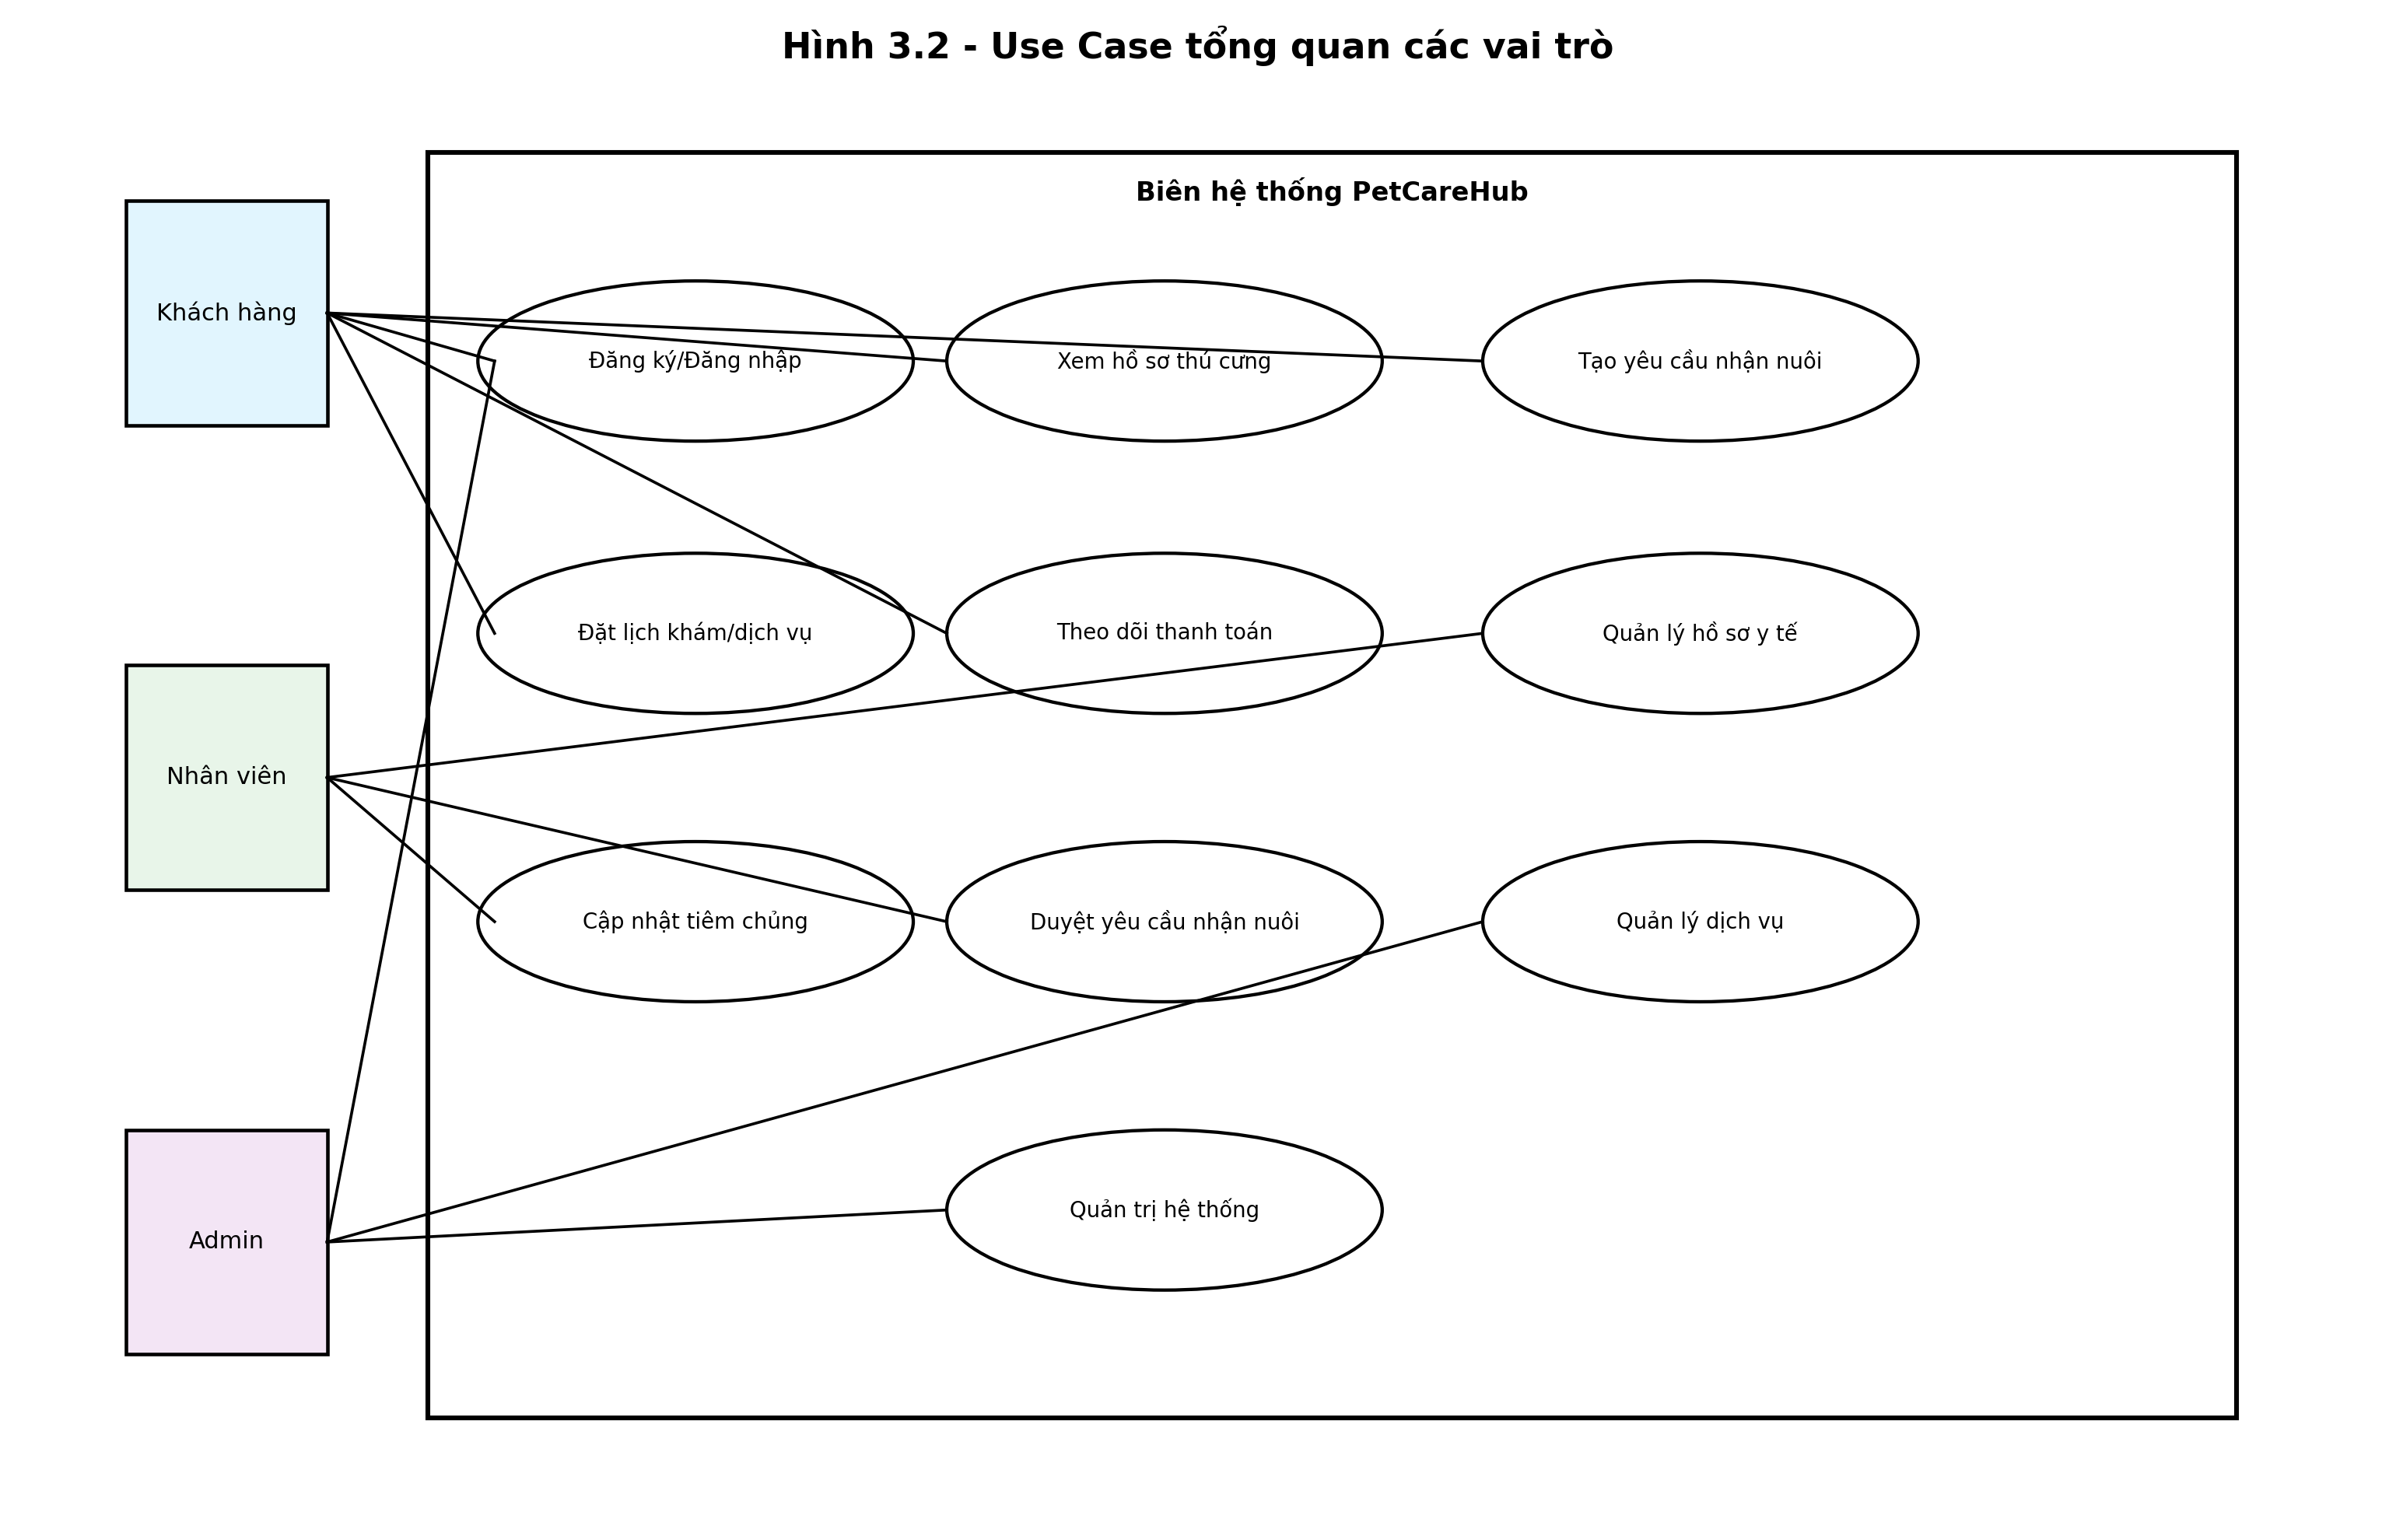 Hình 3.2 - Use Case tổng quan các vai trò
Biên hệ thống PetCareHub
Khách hàng
Đăng ký/Đăng nhập
Xem hồ sơ thú cưng
Tạo yêu cầu nhận nuôi
Đặt lịch khám/dịch vụ
Theo dõi thanh toán
Quản lý hồ sơ y tế
Nhân viên
Cập nhật tiêm chủng
Duyệt yêu cầu nhận nuôi
Quản lý dịch vụ
Admin
Quản trị hệ thống